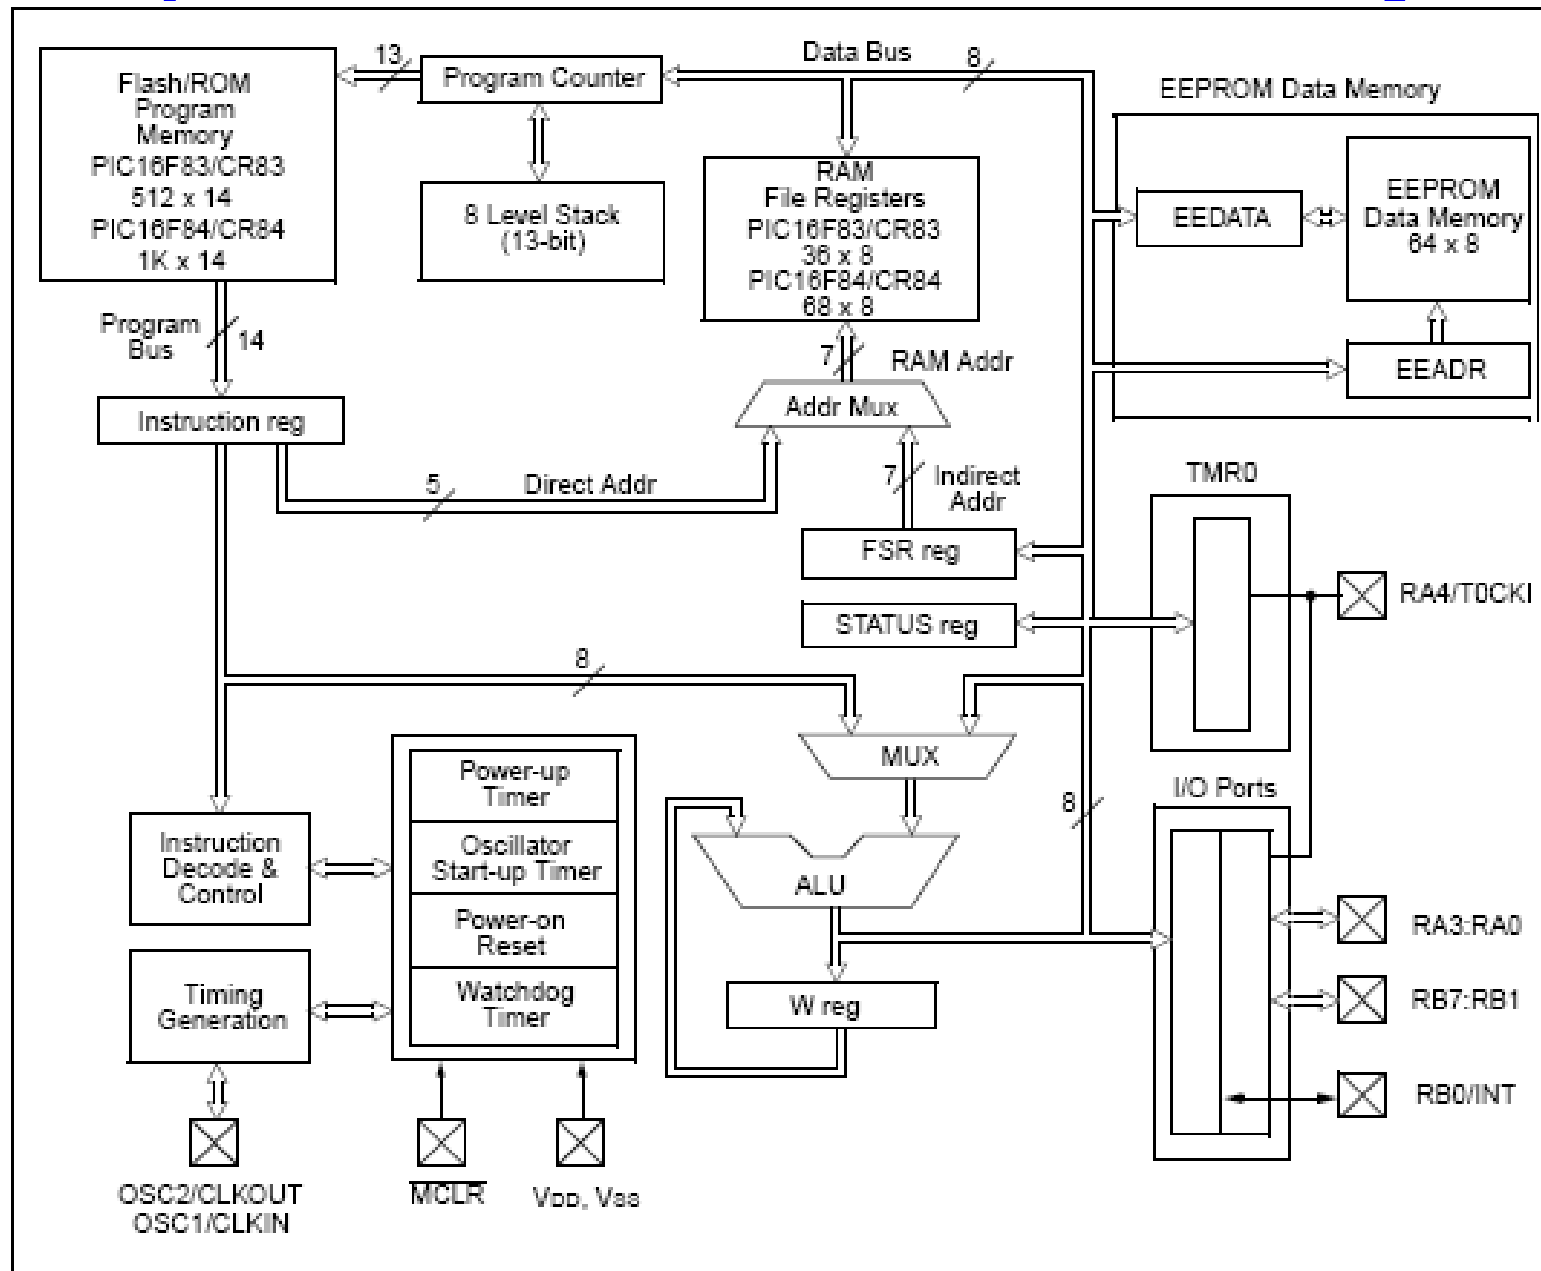 Flash/ROM
Program
Memory
PIC16F83/CR83
512 x 14
PIC16F84/CR84
1K x 14
13
Program Counter
8 Level Stack
(13-bit)
Data Bus
8
RAM
File Registers
PIC16F83/CR83
36 x 8
PIC16F84/CR84
68 x 8
EEPROM Data Memory
EEDATA
EEPROM
Data Memory
64 x 8
EEADR
Program
Bus
14
Instruction reg
7
RAM Addr
Addr Mux
5
Direct Addr
7
Indirect
Addr
FSR reg
STATUS reg
TMR0
RA4/T0CKI
8
MUX
8
I/O Ports
Power-up
Timer
Oscillator
Start-up Timer
Power-on
Reset
Watchdog
Timer
Instruction
Decode &
Control
Timing
Generation
ALU
W reg
RA3:RA0
RB7:RB1
RB0/INT
OSC2/CLKOUT
OSC1/CLKIN
MCLR
VDD, VSS